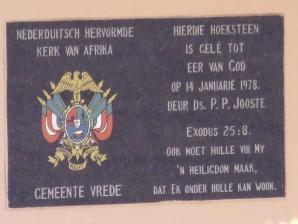 NEDERDUITSCH HERVORMDE
KERK VAN AFRIKA
GEMEENTE VREDE
HIERDIE HOEKSTEEN
IS GELÊ TOT
EER VAN GOD
OP 14 JANUARIE 1978.
DEUR DS. P. P. JOOSTE
EXODUS 25:8.
OOK MOET HULLE VIR MY
'N HEILIGDOM MAAK,
DAT EK ONDER HULLE KAN WOON.